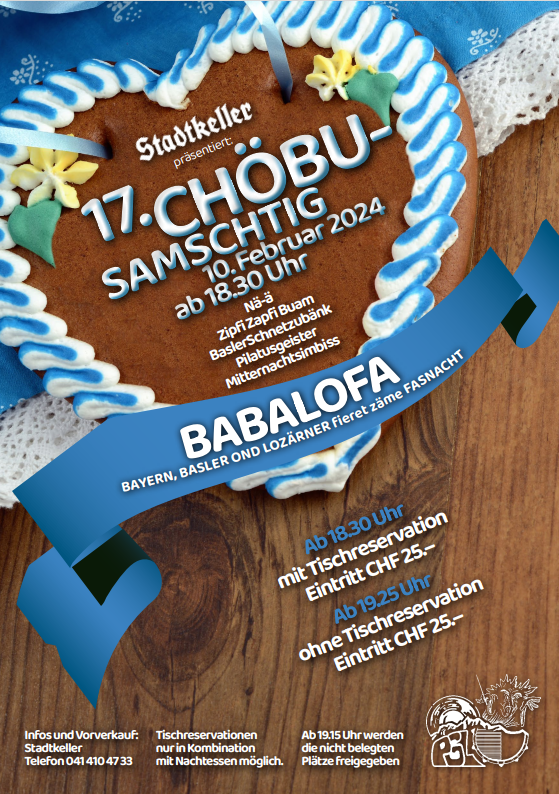 Stadtkeller
präsentiert:
17. CHÖBU-
SAMSCHTIG
10. Februar 2024
ab 18.30 Uhr
Nä-ä
Zipfi Zapfi Buam
BaslerSchnetzubänk
Pilatusgeister
Mitternachtsimbiss
BABALOFA
BAYERN, BASLER OND LOZÄRNER fieret zäme FASNACHT
Ab 18.30 Uhr
mit Tischreservation
Eintritt CHF 25.–
Ab 19.25 Uhr
ohne Tischreservation
Eintritt CHF 25.–
Infos und Vorverkauf:
Stadtkeller
Telefon 041 410 47 33
Tischreservationen
nur in Kombination
mit Nachtessen möglich.
Ab 19.15 Uhr werden
die nicht belegten
Plätze freigegeben